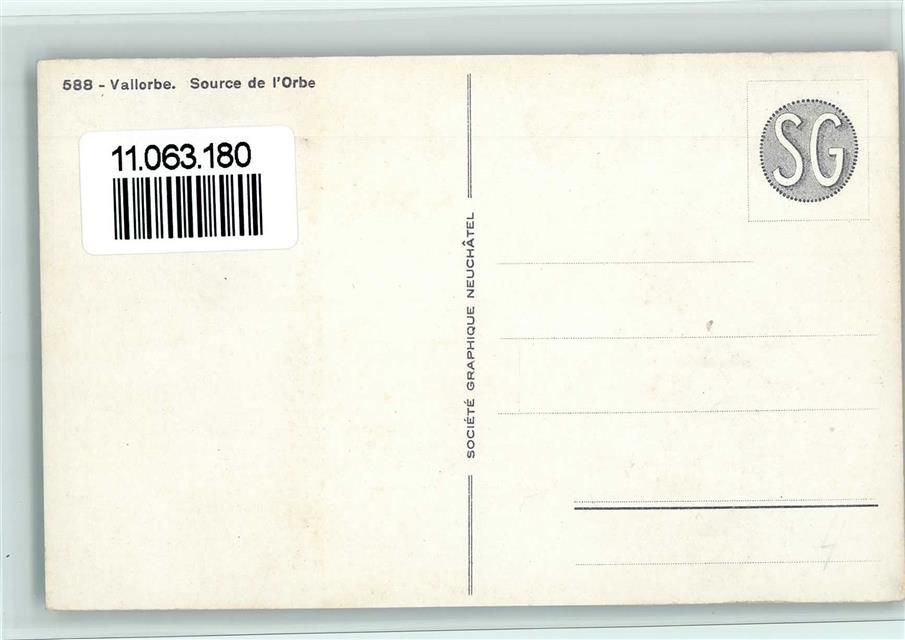 588 - Vallorbe. Source de l'Orbe
11.063.180
SG
SOCIÉTÉ GRAPHIQUE NEUCHÂTEL